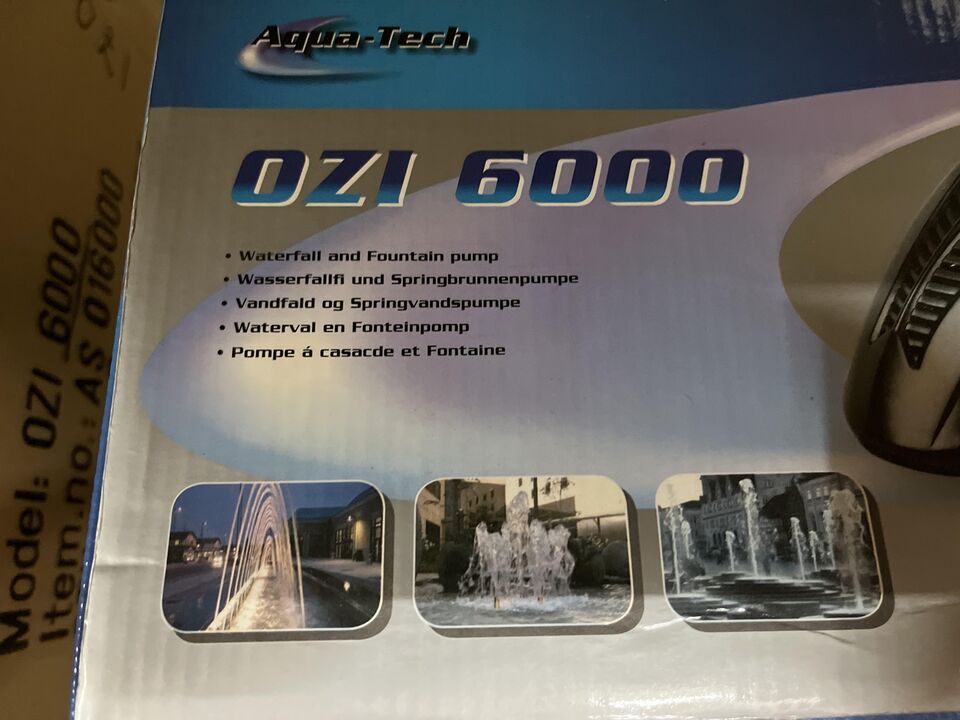 Aqua-Tech
OZI 6000
• Waterfall and Fountain pump
• Wasserfallfi und Springbrunnenpumpe
• Vandfald og Springvandspumpe
• Waterval en Fonteinpomp
• Pompe á casacde et Fontaine
Model: OZI 6000
Item.no.: AS 016000